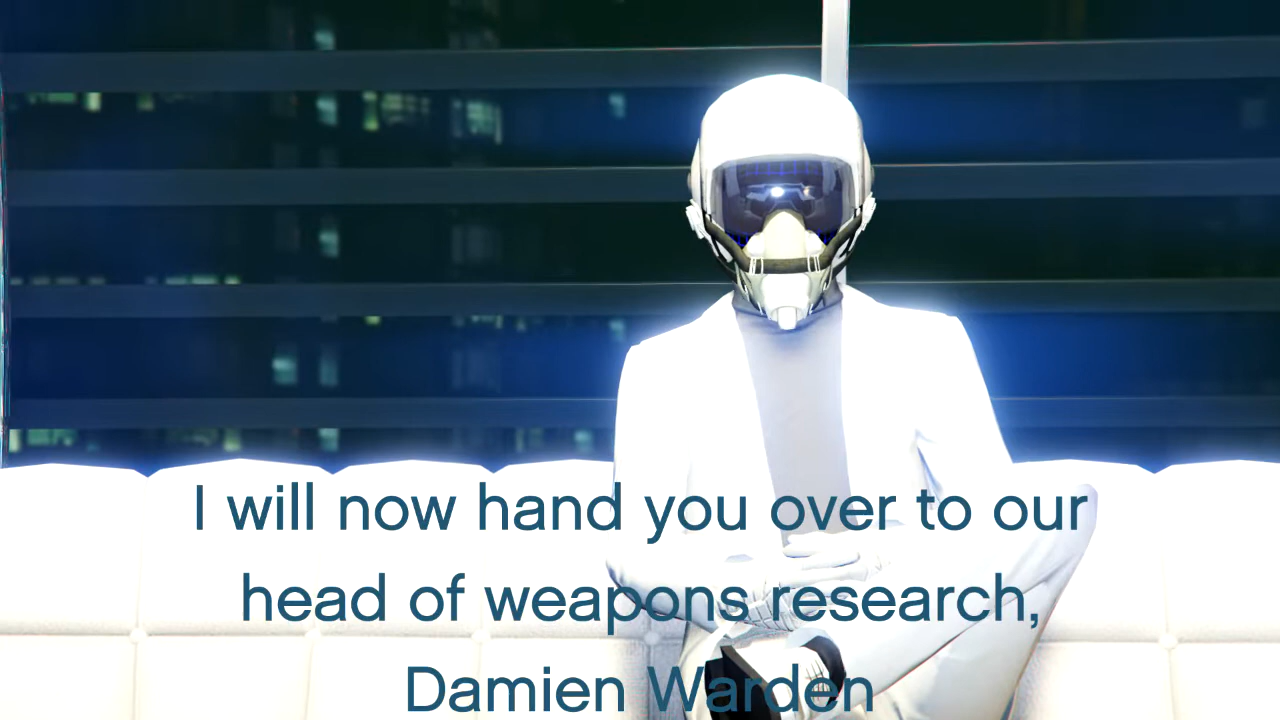 I will now hand you over to our
head of weapons research,
Damien Warden